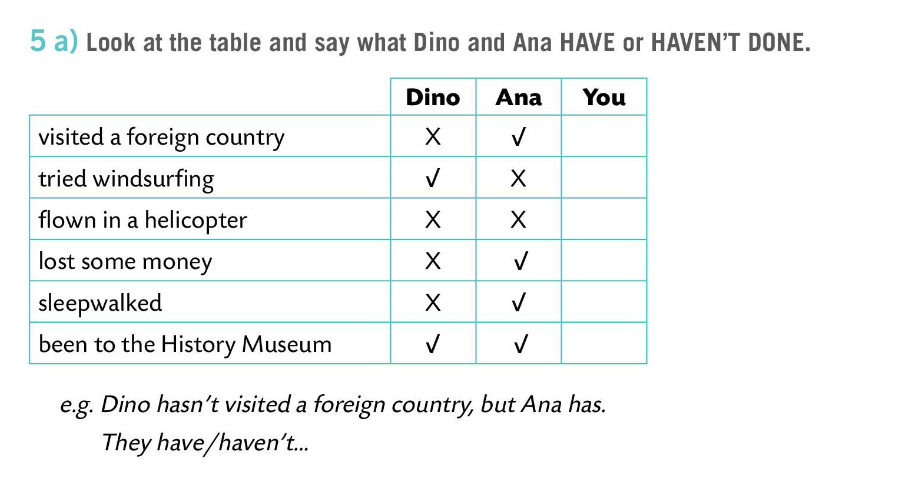 5 a) Look at the table and say what Dino and Ana HAVE or HAVEN'T DONE.
Dino Ana You
visited a foreign country X √
tried windsurfing √ X
flown in a helicopter X X
lost some money X √
sleepwalked X √
been to the History Museum √ √
e.g. Dino hasn't visited a foreign country, but Ana has.
They have/haven't...